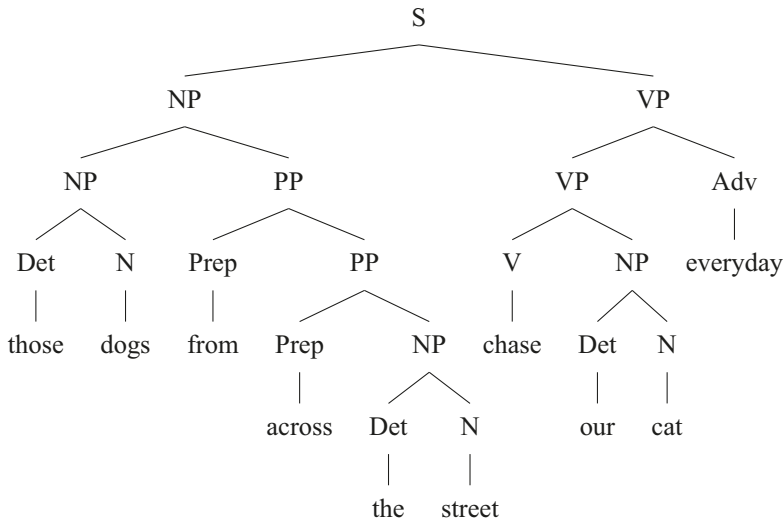 S
NP VP
NP PP VP Adv
Det N Prep PP V NP everyday
those dogs from Prep NP chase Det N
across Det N our cat
the street